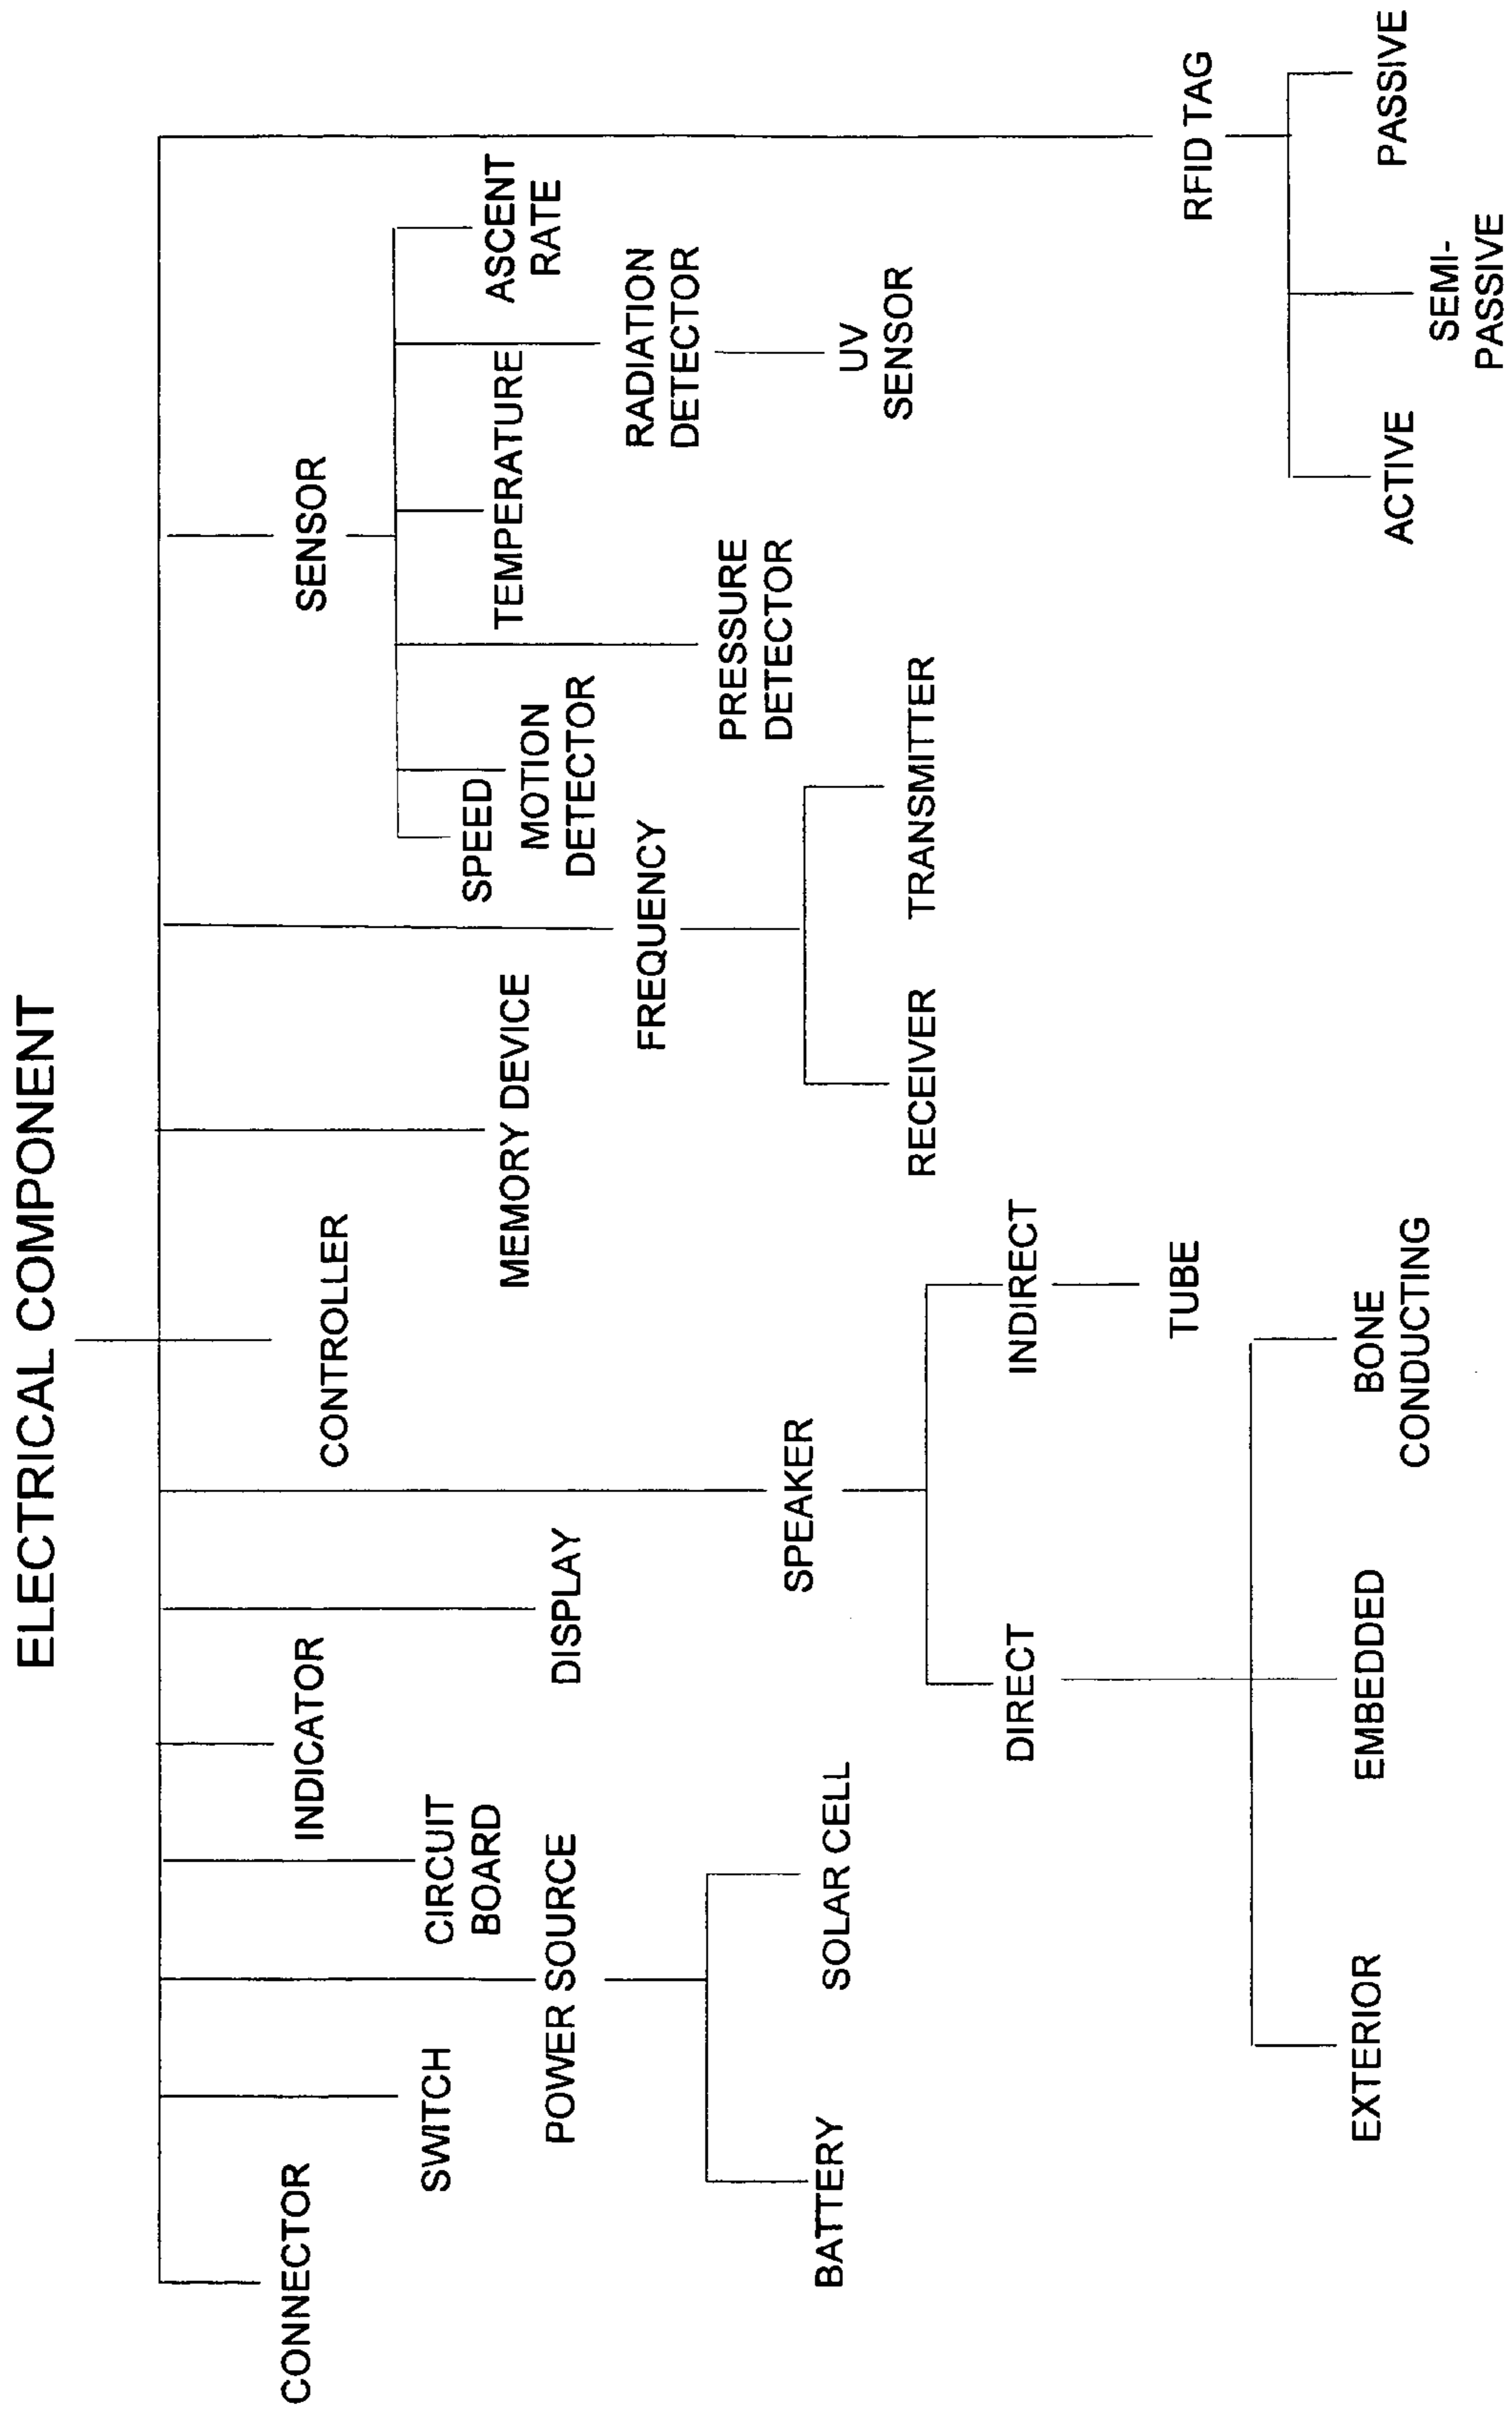 ELECTRICAL COMPONENT
CONNECTOR
SWITCH
POWER SOURCE
BATTERY
SOLAR CELL
CIRCUIT
BOARD
INDICATOR
DISPLAY
SPEAKER
DIRECT
EXTERIOR
EMBEDDED
BONE
CONDUCTING
INDIRECT
TUBE
CONTROLLER
MEMORY DEVICE
FREQUENCY
RECEIVER
TRANSMITTER
SENSOR
SPEED
MOTION
DETECTOR
PRESSURE
DETECTOR
TEMPERATURE
RADIATION
DETECTOR
UV
SENSOR
ASCENT
RATE
RFID TAG
ACTIVE
SEMI-
PASSIVE
PASSIVE